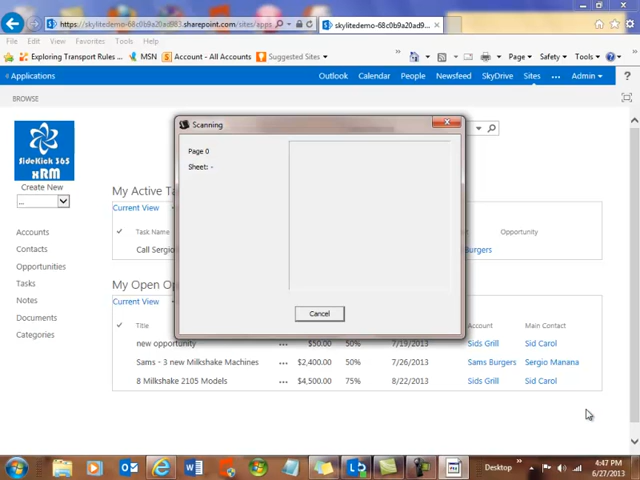 https://skylitedemo-68c0b9a20ad983.sharepoint.com/sites/apps
skylitedemo-68c0b9a20ad9...
File Edit View Favorites Tools Help
Exploring Transport Rules ... MSN Account - All Accounts Suggested Sites
Page Safety Tools
Applications
Outlook Calendar People Newsfeed SkyDrive Sites ... Admin ?
BROWSE
Scanning
Page 0
Sheet: -
Cancel
SideKick 365
xRM
Create New
...
Accounts
Contacts
Opportunities
Tasks
Notes
Documents
Categories
My Active Ta
Current View
Task Name Opportunity
Call Sergio Burgers
My Open Op
Current View
Title Account Main Contact
new opportunity ... $50.00 50% 7/19/2013 Sids Grill Sid Carol
Sams - 3 new Milkshake Machines ... $2,400.00 50% 7/26/2013 Sams Burgers Sergio Manana
8 Milkshake 2105 Models ... $4,500.00 75% 8/22/2013 Sids Grill Sid Carol
Desktop
4:47 PM
6/27/2013